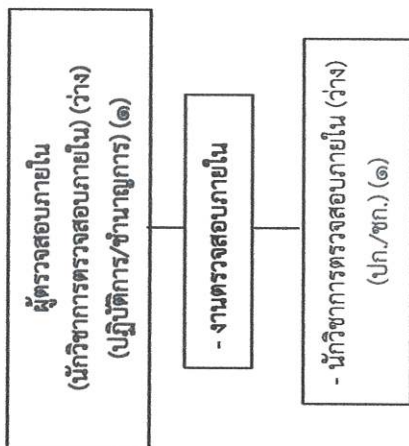 ผู้ตรวจสอบภายใน
(นักวิชาการตรวจสอบภายใน) (ว่าง)
(ปฏิบัติการ/ชำนาญการ) (๑)
- งานตรวจสอบภายใน
- นักวิชาการตรวจสอบภายใน (ว่าง)
(ปก./ชก.) (๑)